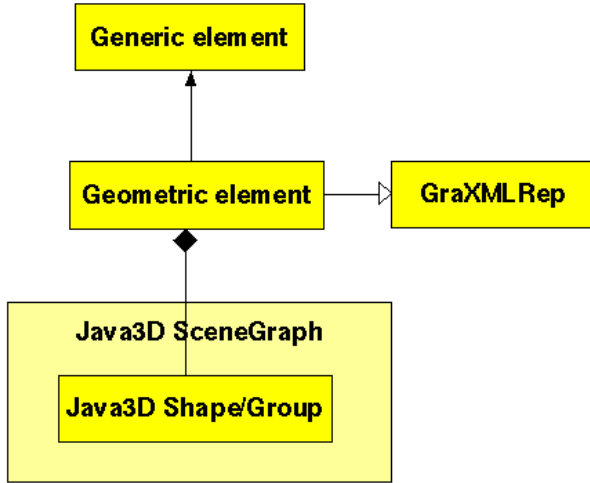 Generic element
Geometric element
GraXMLRep
Java3D SceneGraph
Java3D Shape/Group